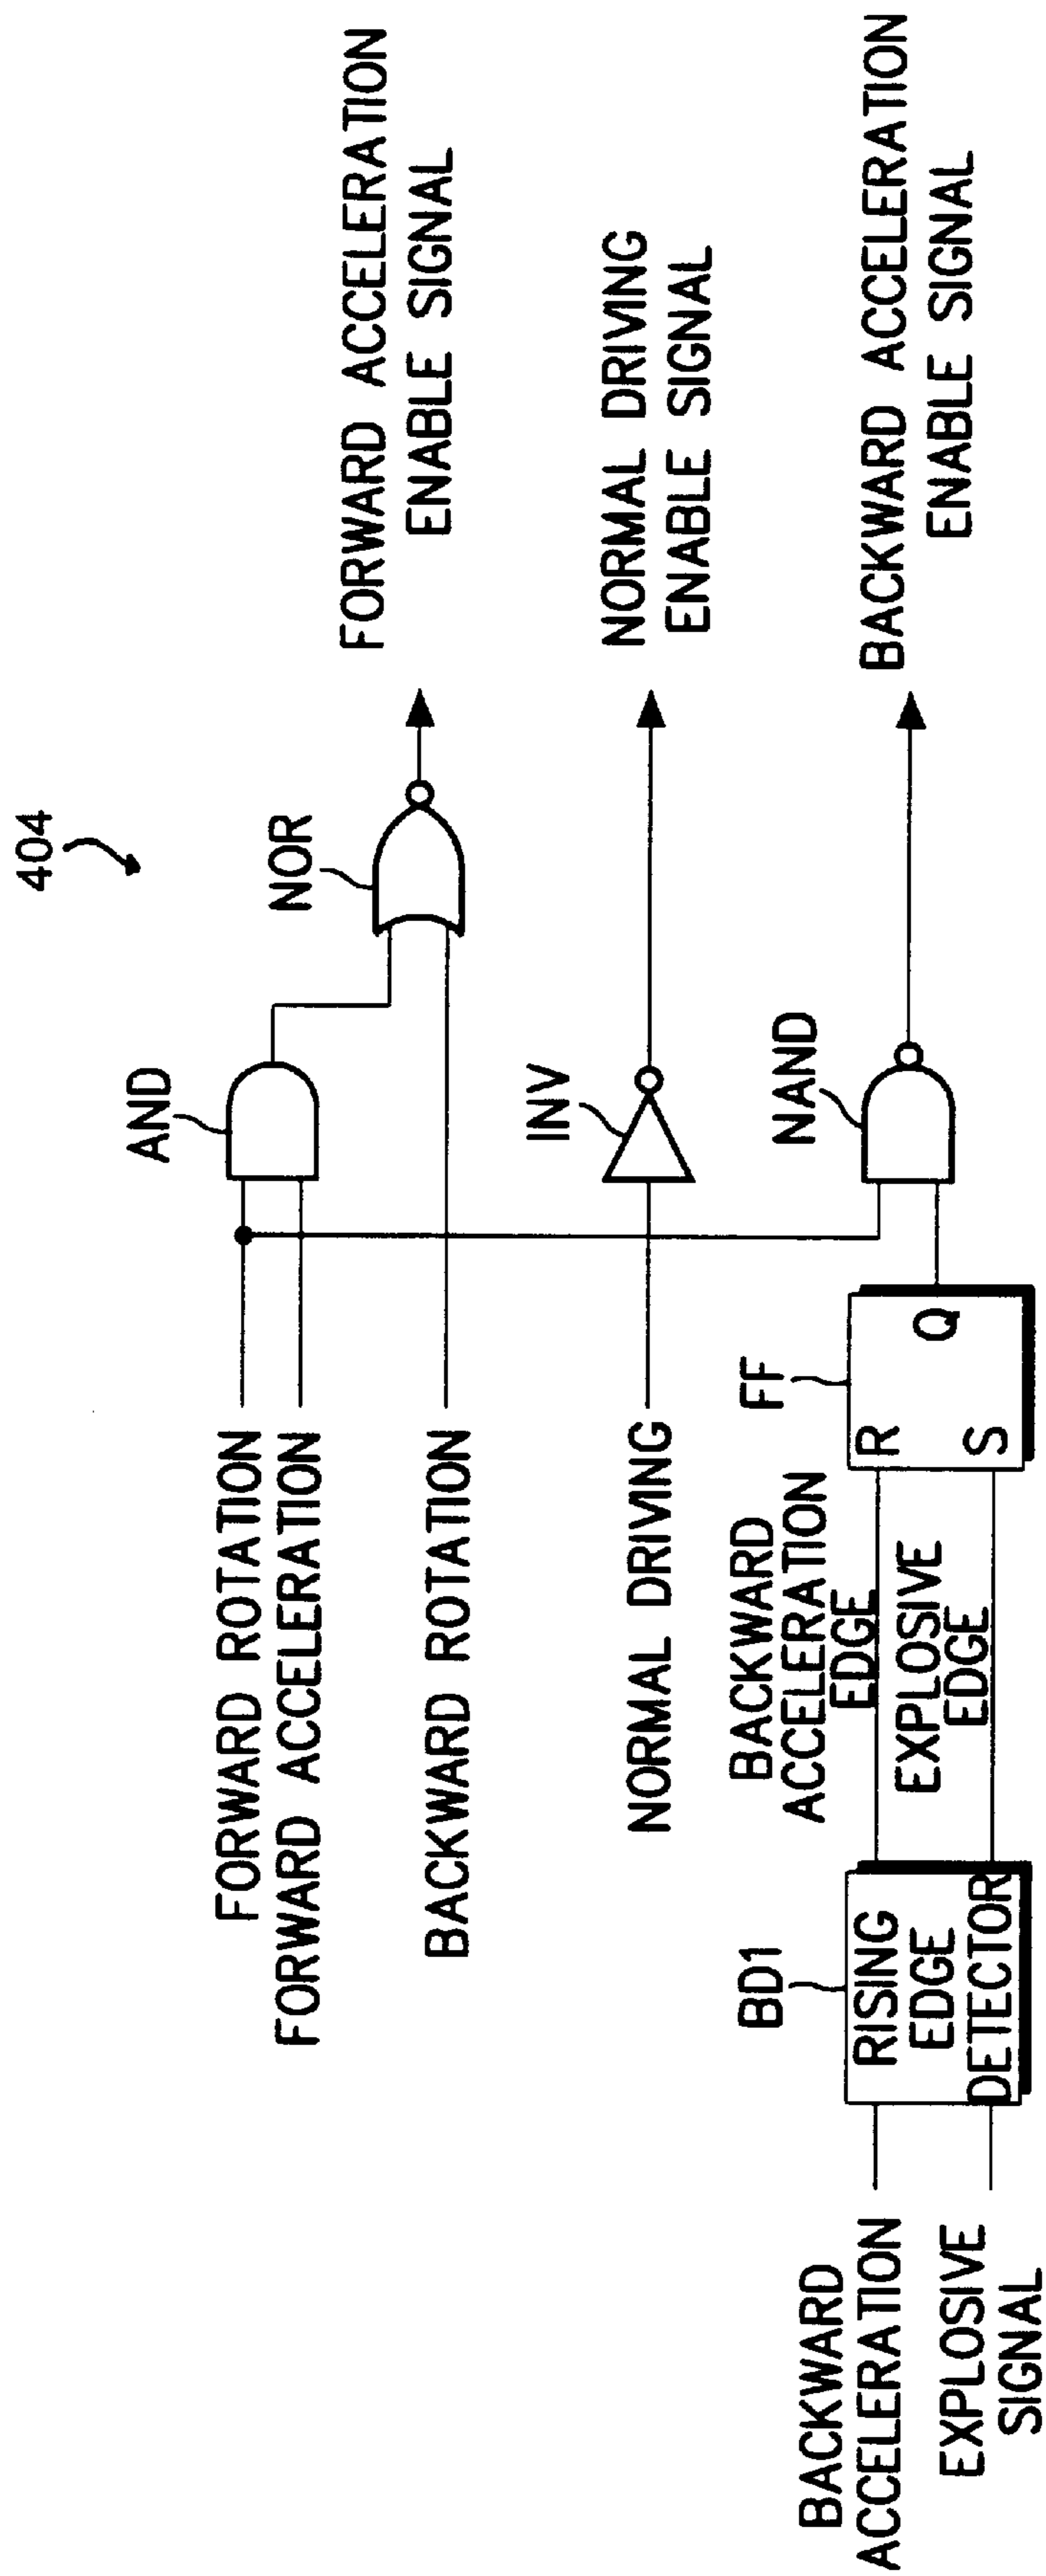 404
FORWARD ROTATION
FORWARD ACCELERATION
AND
NOR
FORWARD ACCELERATION
ENABLE SIGNAL
BACKWARD ROTATION
NORMAL DRIVING
INV
NORMAL DRIVING
ENABLE SIGNAL
BACKWARD
ACCELERATION
EXPLOSIVE
SIGNAL
BD1
RISING
EDGE
DETECTOR
BACKWARD
ACCELERATION
EDGE
EXPLOSIVE
EDGE
FF
R
S
Q
NAND
BACKWARD ACCELERATION
ENABLE SIGNAL